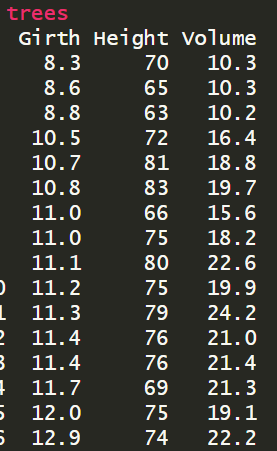 trees
Girth Height Volume
8.3 70 10.3
8.6 65 10.3
8.8 63 10.2
10.5 72 16.4
10.7 81 18.8
10.8 83 19.7
11.0 66 15.6
11.0 75 18.2
11.1 80 22.6
0 11.2 75 19.9
1 11.3 79 24.2
2 11.4 76 21.0
3 11.4 76 21.4
4 11.7 69 21.3
5 12.0 75 19.1
6 12.9 74 22.2